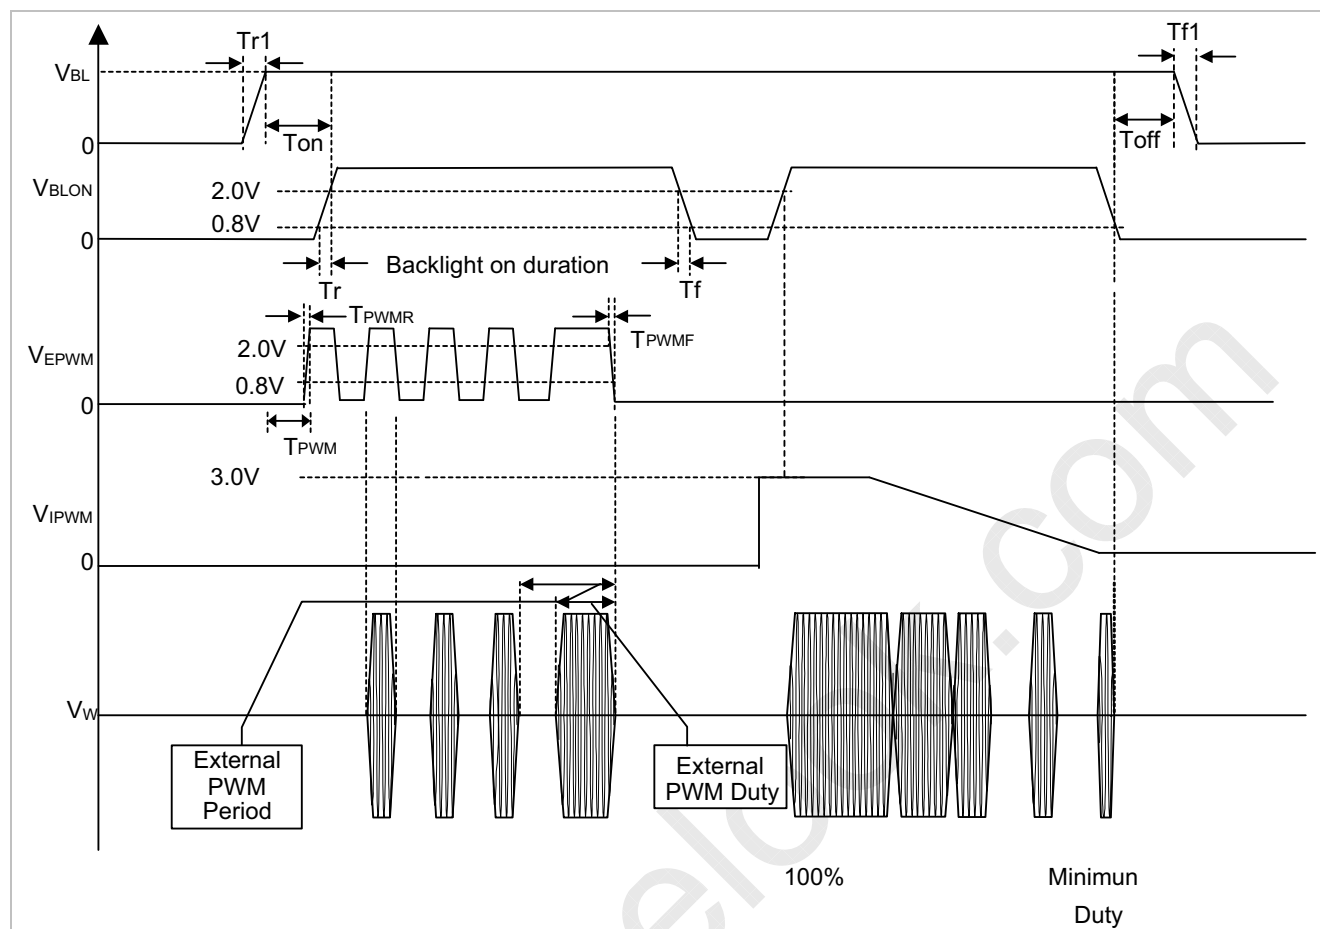 Tr1
Tf1
VBL
Ton
Toff
0
VBLON
2.0V
0.8V
0
Backlight on duration
Tr
Tf
TPWMR
TPWMF
VEPWM
2.0V
0.8V
0
TPWM
3.0V
VIPWM
0
VW
External
PWM
Period
External
PWM Duty
100%
Minimun
Duty